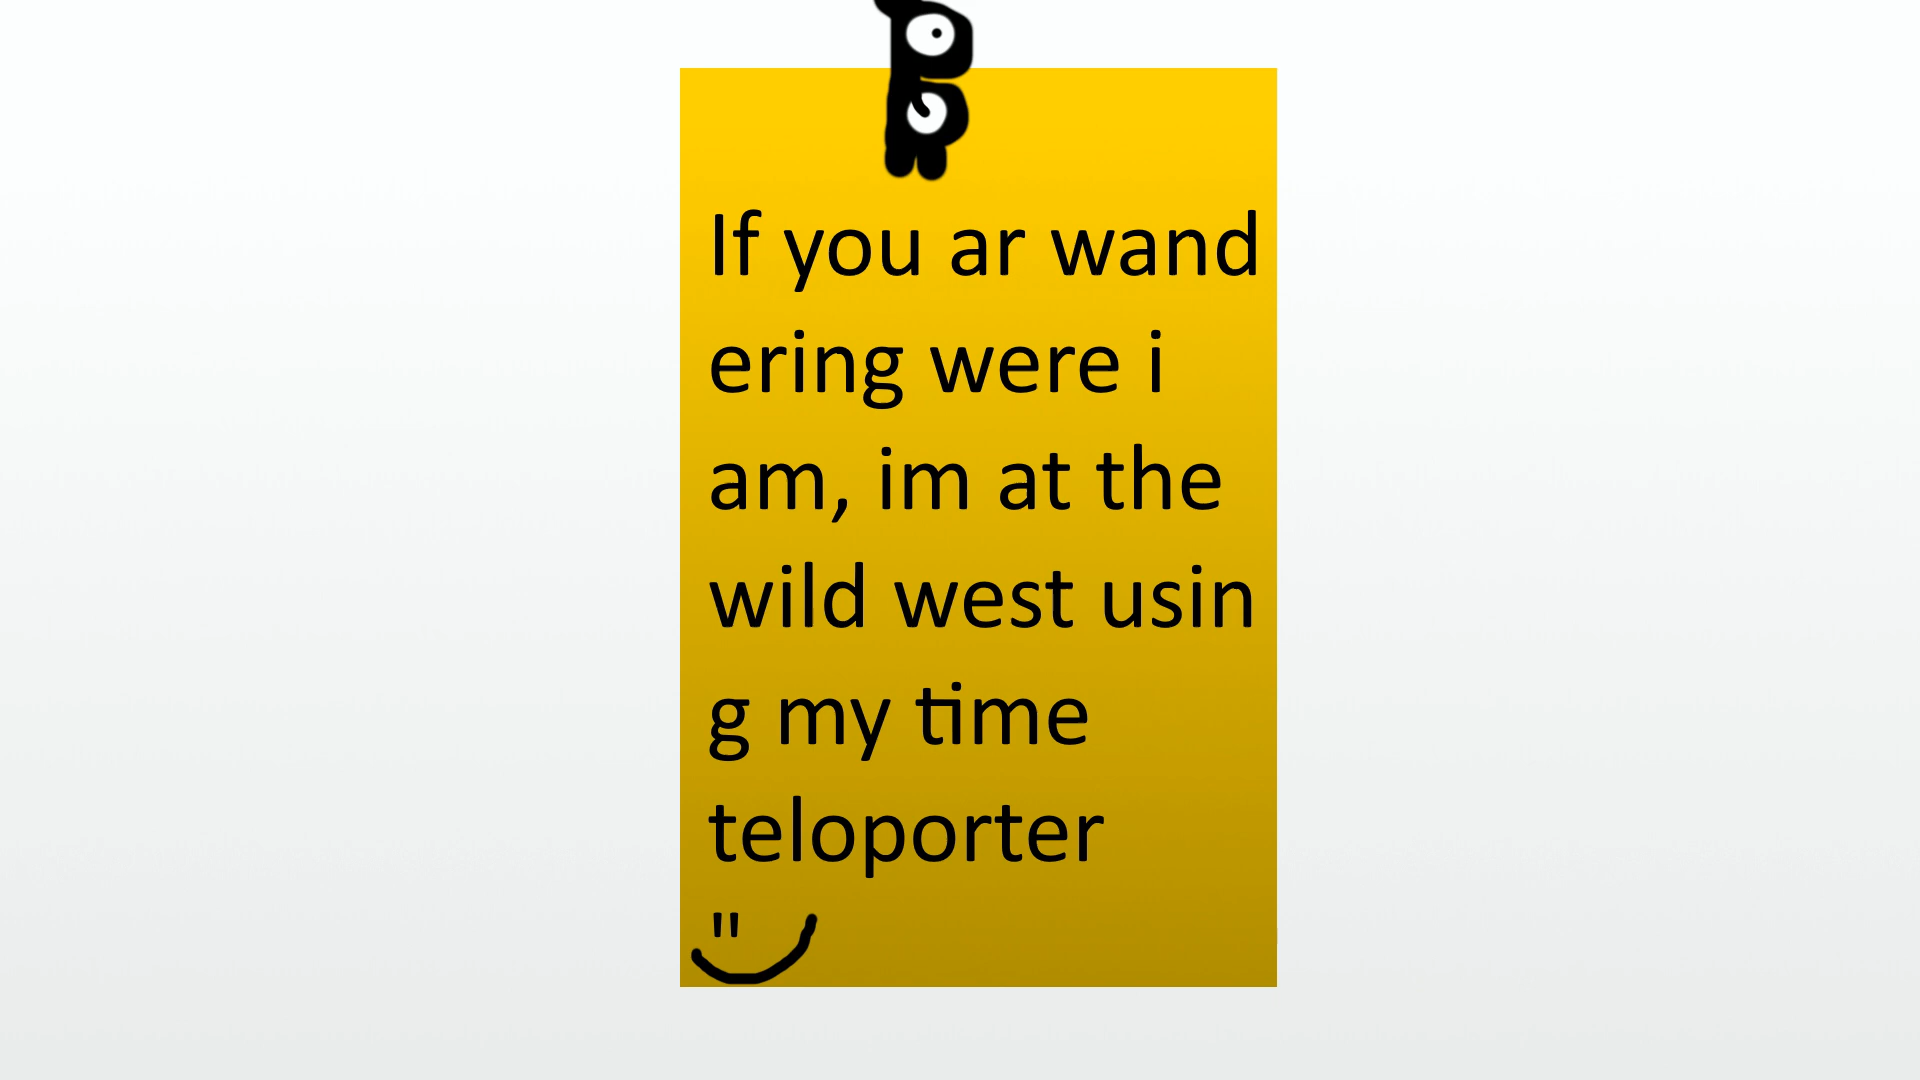 If you ar wand
ering were i
am, im at the
wild west usin
g my time
teloporter
"